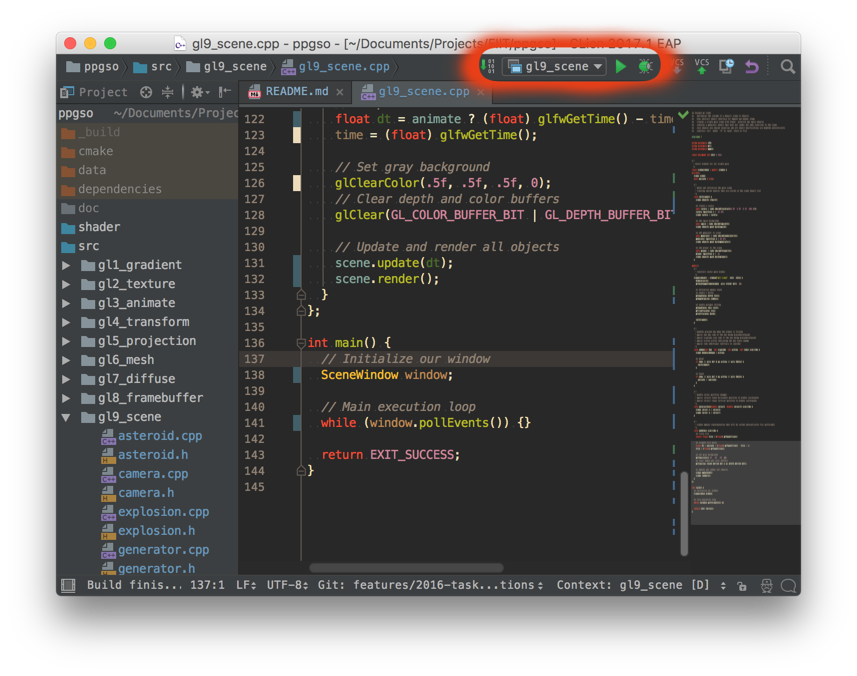 gl9_scene.cpp - ppgso - [~/Documents/Projects/FIIT/ppgso] - CLion 2017.1 EAP
ppgso src gl9_scene gl9_scene.cpp gl9_scene VCS VCS
Project README.md gl9_scene.cpp
ppgso ~/Documents/Projec
_build
cmake
data
dependencies
doc
shader
src
gl1_gradient
gl2_texture
gl3_animate
gl4_transform
gl5_projection
gl6_mesh
gl7_diffuse
gl8_framebuffer
gl9_scene
asteroid.cpp
asteroid.h
camera.cpp
camera.h
explosion.cpp
explosion.h
generator.cpp
generator.h
122 float dt = animate ? (float) glfwGetTime() - tim
123 time = (float) glfwGetTime();
124
125 // Set gray background
126 glClearColor(.5f, .5f, .5f, 0);
127 // Clear depth and color buffers
128 glClear(GL_COLOR_BUFFER_BIT | GL_DEPTH_BUFFER_BI
129
130 // Update and render all objects
131 scene.update(dt);
132 scene.render();
133 }
134 };
135
136 int main() {
137 // Initialize our window
138 SceneWindow window;
139
140 // Main execution loop
141 while (window.pollEvents()) {}
142
143 return EXIT_SUCCESS;
144 }
145
Build finis... 137:1 LF UTF-8 Git: features/2016-task...tions Context: gl9_scene [D]